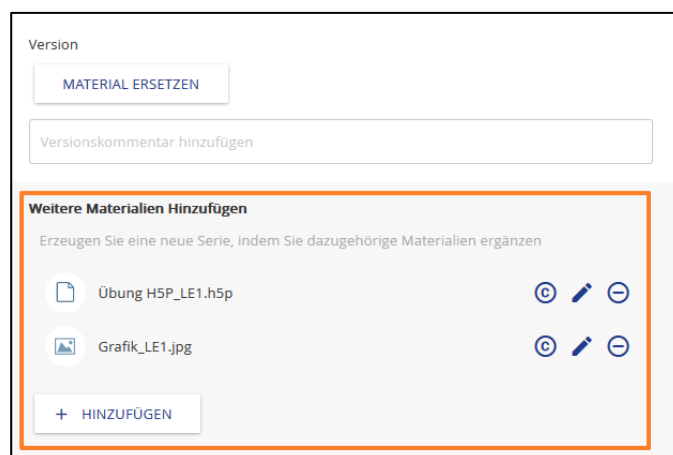 Version
MATERIAL ERSETZEN
Versionskommentar hinzufügen
Weitere Materialien Hinzufügen
Erzeugen Sie eine neue Serie, indem Sie dazugehörige Materialien ergänzen
Übung H5P_LE1.h5p
Grafik_LE1.jpg
+ HINZUFÜGEN